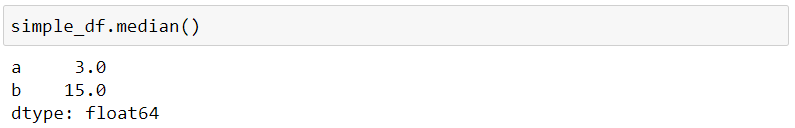 simple_df.median()
a     3.0
b    15.0
dtype: float64